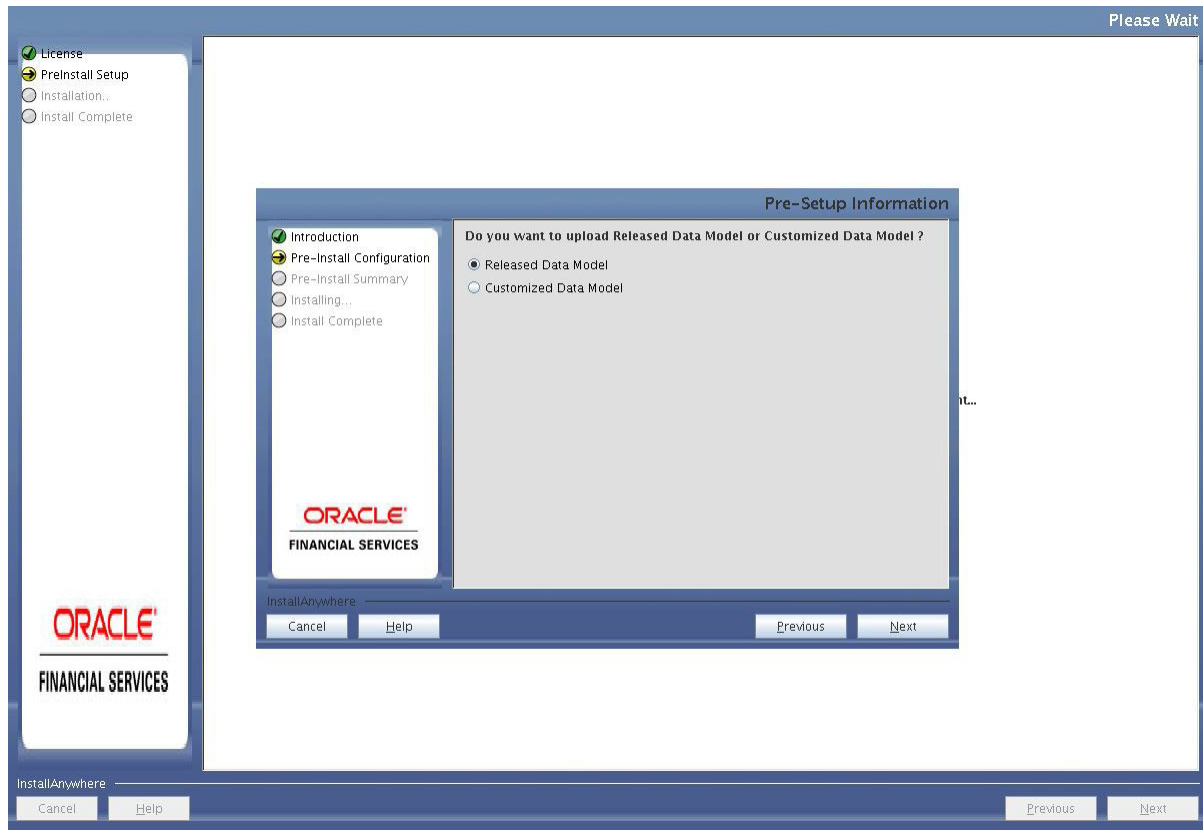 Please Wait
License
PreInstall Setup
Installation..
Install Complete
Pre-Setup Information
Introduction
Pre-Install Configuration
Pre-Install Summary
Installing...
Install Complete
Do you want to upload Released Data Model or Customized Data Model ?
Released Data Model
Customized Data Model
ORACLE
FINANCIAL SERVICES
InstallAnywhere
Cancel Help Previous Next
ORACLE
FINANCIAL SERVICES
InstallAnywhere
Cancel Help Previous Next